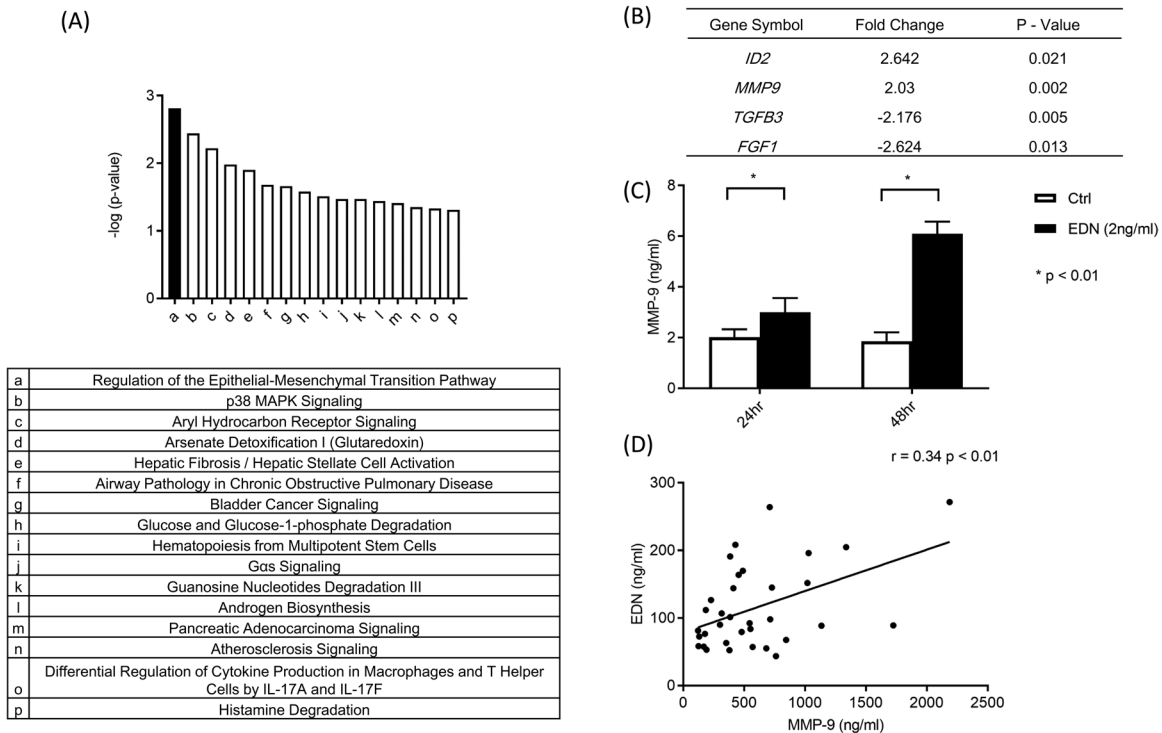 (A)
3
2
1
0
-log (p-value)
a b c d e f g h i j k l m n o p
a Regulation of the Epithelial-Mesenchymal Transition Pathway
b p38 MAPK Signaling
c Aryl Hydrocarbon Receptor Signaling
d Arsenate Detoxification I (Glutaredoxin)
e Hepatic Fibrosis / Hepatic Stellate Cell Activation
f Airway Pathology in Chronic Obstructive Pulmonary Disease
g Bladder Cancer Signaling
h Glucose and Glucose-1-phosphate Degradation
i Hematopoiesis from Multipotent Stem Cells
j Gαs Signaling
k Guanosine Nucleotides Degradation III
l Androgen Biosynthesis
m Pancreatic Adenocarcinoma Signaling
n Atherosclerosis Signaling
o Differential Regulation of Cytokine Production in Macrophages and T Helper
Cells by IL-17A and IL-17F
p Histamine Degradation
(B)
Gene Symbol Fold Change P - Value
ID2 2.642 0.021
MMP9 2.03 0.002
TGFB3 -2.176 0.005
FGF1 -2.624 0.013
(C)
8
6
4
2
0
MMP-9 (ng/ml)
* *
24hr 48hr
Ctrl
EDN (2ng/ml)
* p < 0.01
(D)
r = 0.34 p < 0.01
300
200
100
0
EDN (ng/ml)
0 500 1000 1500 2000 2500
MMP-9 (ng/ml)